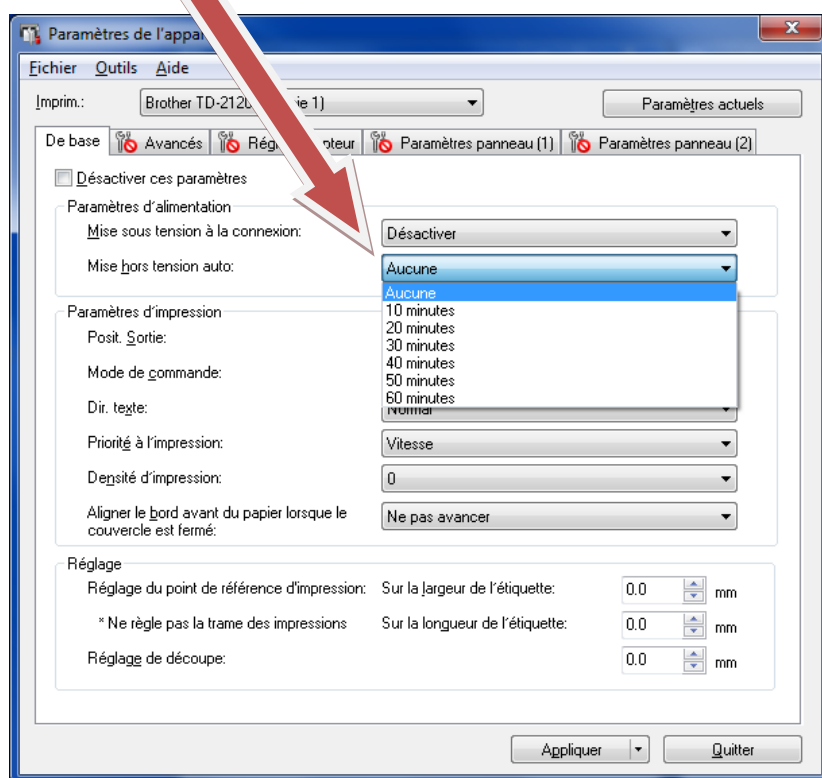 Paramètres de l'appar
Fichier Outils Aide
Imprim.: Brother TD-212 ie 1) Paramètres actuels
De base Avancés Régl pteur Paramètres panneau (1) Paramètres panneau (2)
Désactiver ces paramètres
Paramètres d'alimentation
Mise sous tension à la connexion: Désactiver
Mise hors tension auto: Aucune
Aucune
10 minutes
20 minutes
30 minutes
40 minutes
50 minutes
60 minutes
Paramètres d'impression
Posit. Sortie:
Mode de commande:
Dir. texte: Normal
Priorité à l'impression: Vitesse
Densité d'impression: 0
Aligner le bord avant du papier lorsque le
couvercle est fermé: Ne pas avancer
Réglage
Réglage du point de référence d'impression: Sur la largeur de l'étiquette: 0.0 mm
* Ne règle pas la trame des impressions Sur la longueur de l'étiquette: 0.0 mm
Réglage de découpe: 0.0 mm
Appliquer Quitter